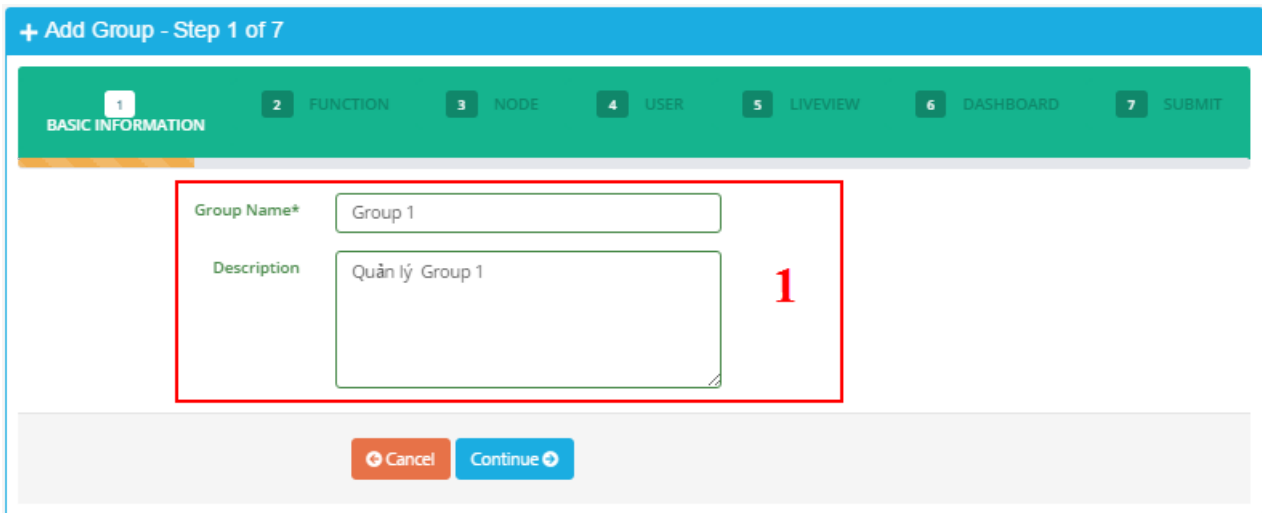 Add Group - Step 1 of 7
1
BASIC INFORMATION
2 FUNCTION
3 NODE
4 USER
5 LIVEVIEW
6 DASHBOARD
7 SUBMIT
Group Name* Group 1
Description Quản lý Group 1
1
Cancel Continue